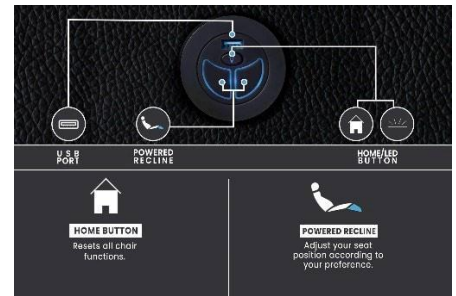 USB
PORT
POWERED
RECLINE
HOME/LED
BUTTON
HOME BUTTON
Resets all chair
functions.
POWERED RECLINE
Adjust your seat
position according to
your preference.